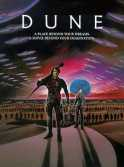 DUNE
A PLACE BEYOND YOUR DREAMS.
A MOVIE BEYOND YOUR IMAGINATION.